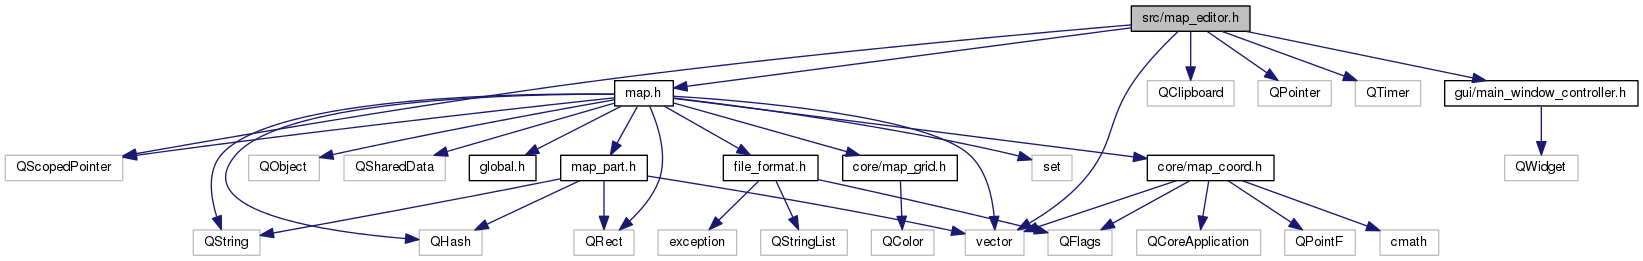 src/map_editor.h
map.h
QClipboard
QPointer
QTimer
gui/main_window_controller.h
QScopedPointer
QObject
QSharedData
global.h
map_part.h
file_format.h
core/map_grid.h
set
core/map_coord.h
QWidget
QString
QHash
QRect
exception
QStringList
QColor
vector
QFlags
QCoreApplication
QPointF
cmath